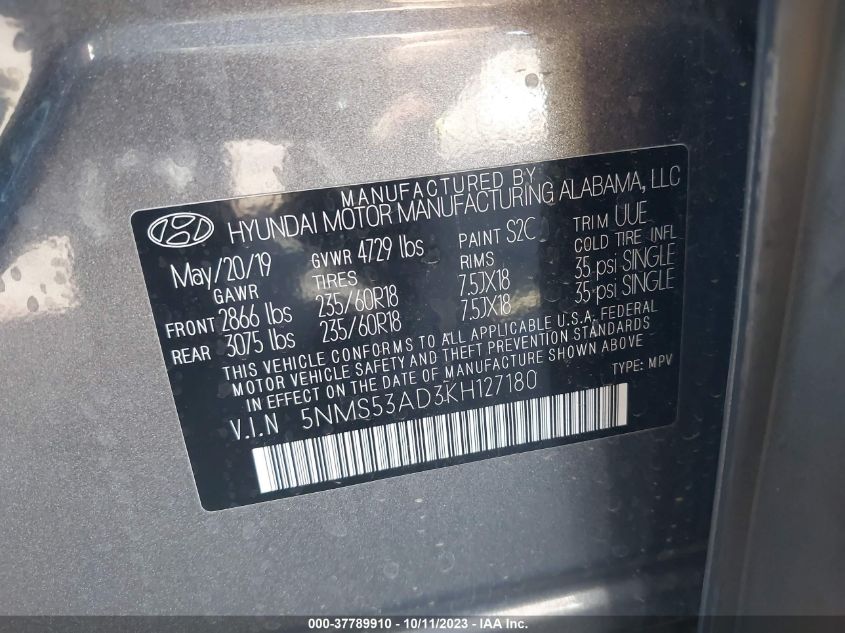 MANUFACTURED BY
HYUNDAI MOTOR MANUFACTURING ALABAMA, LLC
May/20/19 GVWR 4729 lbs PAINT S2C TRIM UUE
GAWR TIRES RIMS COLD TIRE INFL
FRONT 2866 lbs 235/60R18 7.5JX18 35 psi SINGLE
REAR 3075 lbs 235/60R18 7.5JX18 35 psi SINGLE
THIS VEHICLE CONFORMS TO ALL APPLICABLE U.S.A. FEDERAL
MOTOR VEHICLE SAFETY AND THEFT PREVENTION STANDARDS
IN EFFECT ON THE DATE OF MANUFACTURE SHOWN ABOVE
V.I.N 5NMS53AD3KH127180 TYPE: MPV
000-37789910 - 10/11/2023 - IAA Inc.